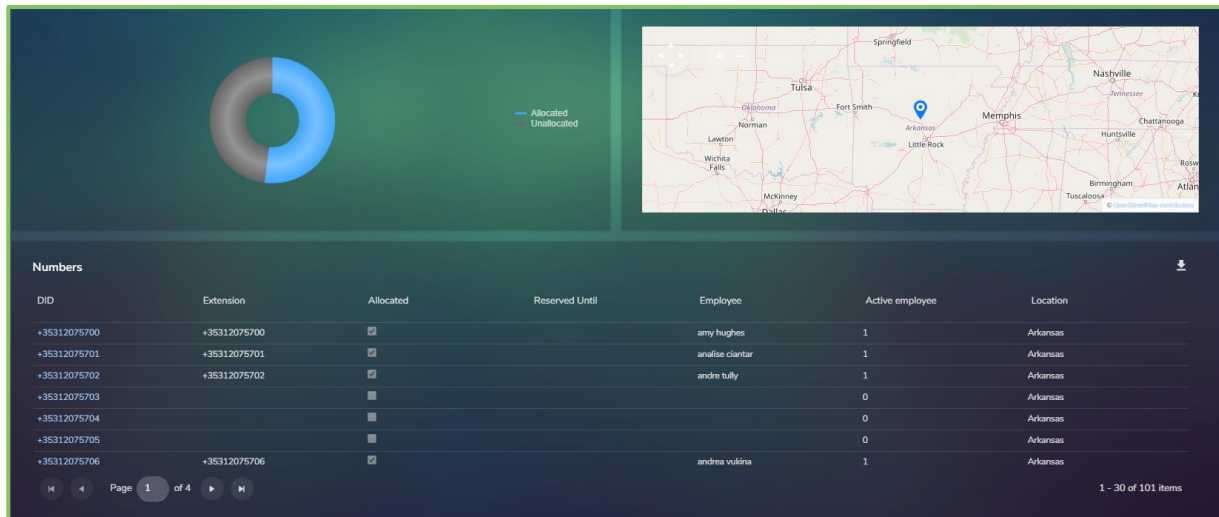 Allocated
Unallocated
Springfield
Nashville
Tennessee
Tulsa
Oklahoma
Fort Smith
Norman
Arkansas
Memphis
Chattanooga
Huntsville
Lawton
Little Rock
Wichita
Falls
Rosw
Birmingham
Atlan
McKinney
Tuscaloosa
Dallas
© OpenStreetMap contributors
Numbers
DID Extension Allocated Reserved Until Employee Active employee Location
+35312075700 +35312075700 amy hughes 1 Arkansas
+35312075701 +35312075701 analise ciantar 1 Arkansas
+35312075702 +35312075702 andre tully 1 Arkansas
+35312075703 0 Arkansas
+35312075704 0 Arkansas
+35312075705 0 Arkansas
+35312075706 +35312075706 andrea vukina 1 Arkansas
Page 1 of 4 1 - 30 of 101 items